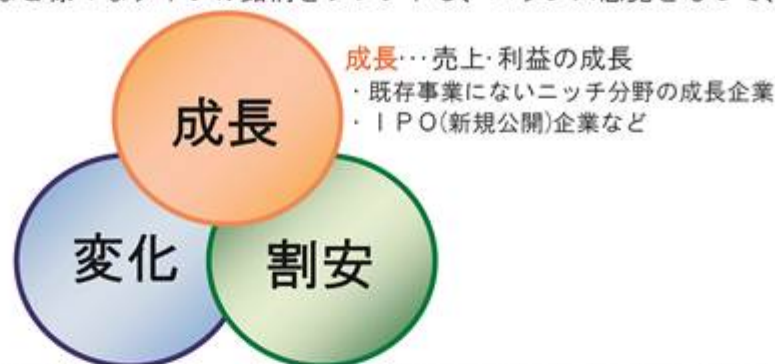 成長
成長…売上・利益の成長
・既存事業にないニッチ分野の成長企業
・ＩＰＯ(新規公開)企業など
変化
割安